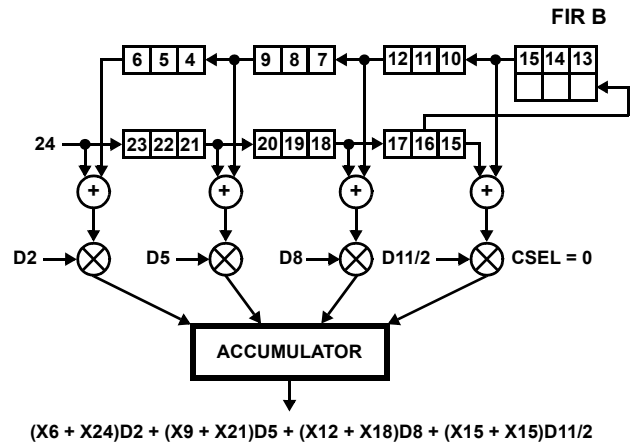 FIR B
6 5 4 9 8 7 12 11 10 15 14 13
24 23 22 21 20 19 18 17 16 15
+ + + +
D2 D5 D8 D11/2 CSEL = 0
ACCUMULATOR
(X6 + X24)D2 + (X9 + X21)D5 + (X12 + X18)D8 + (X15 + X15)D11/2